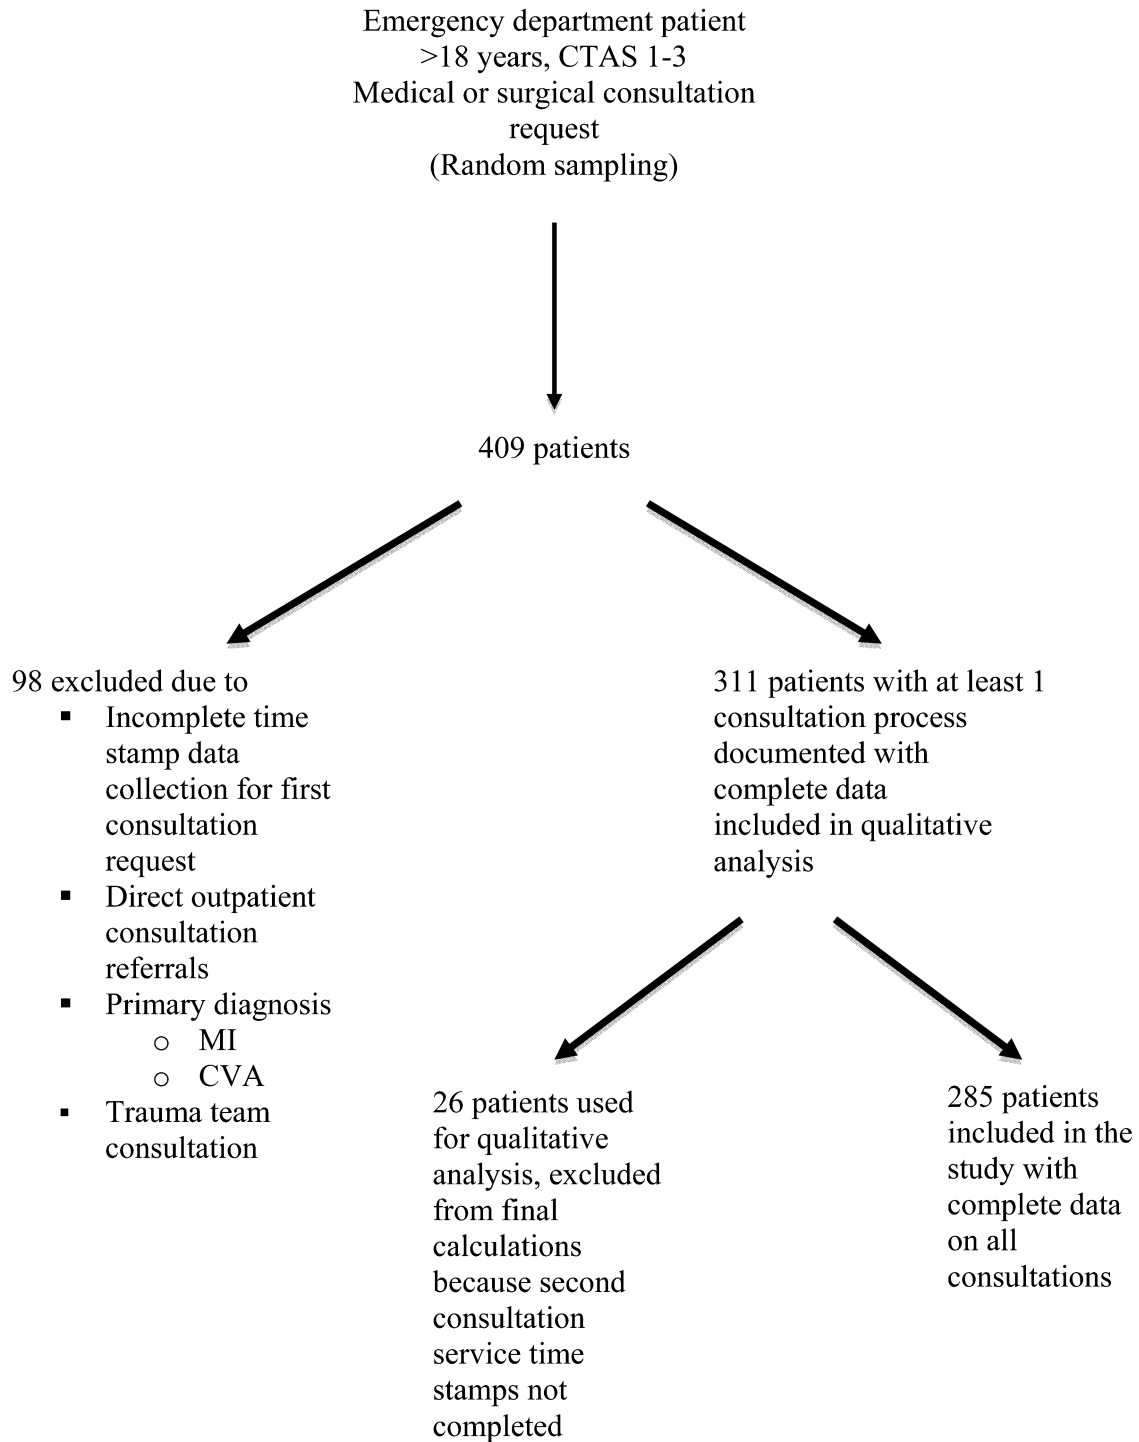 Emergency department patient
>18 years, CTAS 1-3
Medical or surgical consultation
request
(Random sampling)
409 patients
98 excluded due to
▪ Incomplete time
stamp data
collection for first
consultation
request
▪ Direct outpatient
consultation
referrals
▪ Primary diagnosis
o MI
o CVA
▪ Trauma team
consultation
311 patients with at least 1
consultation process
documented with
complete data
included in qualitative
analysis
26 patients used
for qualitative
analysis, excluded
from final
calculations
because second
consultation
service time
stamps not
completed
285 patients
included in the
study with
complete data
on all
consultations